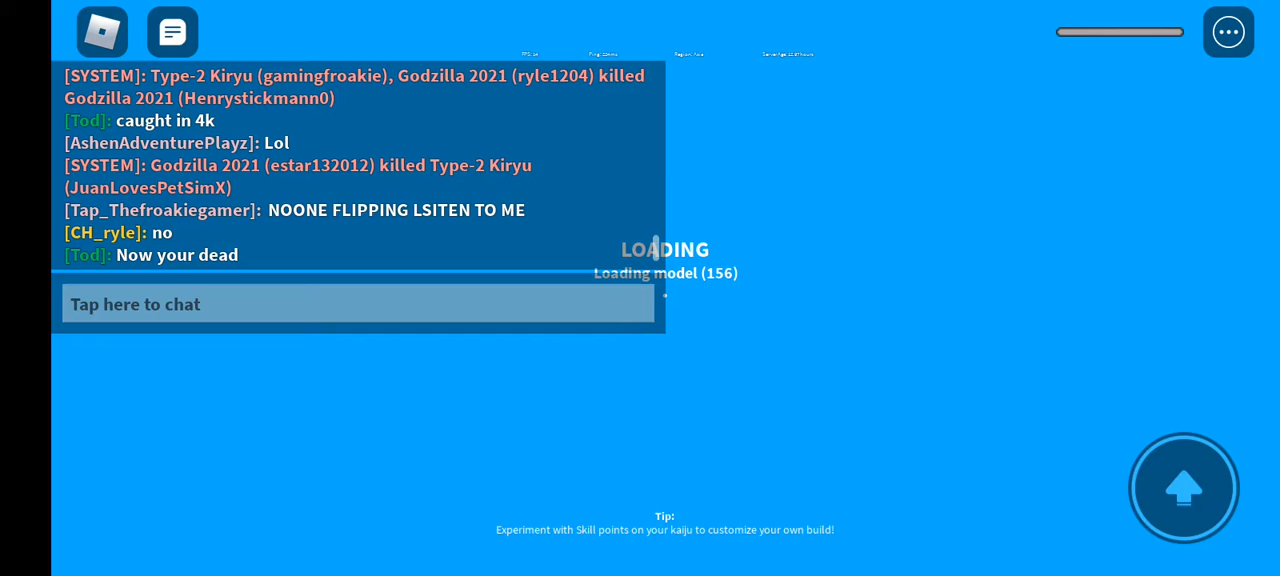 [SYSTEM]: Type-2 Kiryu (gamingfroakie), Godzilla 2021 (ryle1204) killed
Godzilla 2021 (Henrystickmann0)
[Tod]: caught in 4k
[AshenAdventurePlayz]: Lol
[SYSTEM]: Godzilla 2021 (estar132012) killed Type-2 Kiryu
(JuanLovesPetSimX)
[Tap_Thefroakiegamer]: NOONE FLIPPING LSITEN TO ME
[CH_ryle]: no
[Tod]: Now your dead
LOADING
Loading model (156)
Tap here to chat
Tip:
Experiment with Skill points on your kaiju to customize your own build!